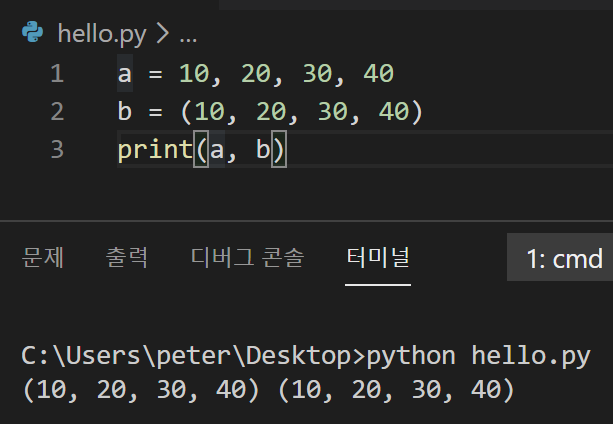 hello.py > ...
1 a = 10, 20, 30, 40
2 b = (10, 20, 30, 40)
3 print(a, b)
문제 출력 디버그 콘솔 터미널 1: cmd
C:\Users\peter\Desktop>python hello.py
(10, 20, 30, 40) (10, 20, 30, 40)